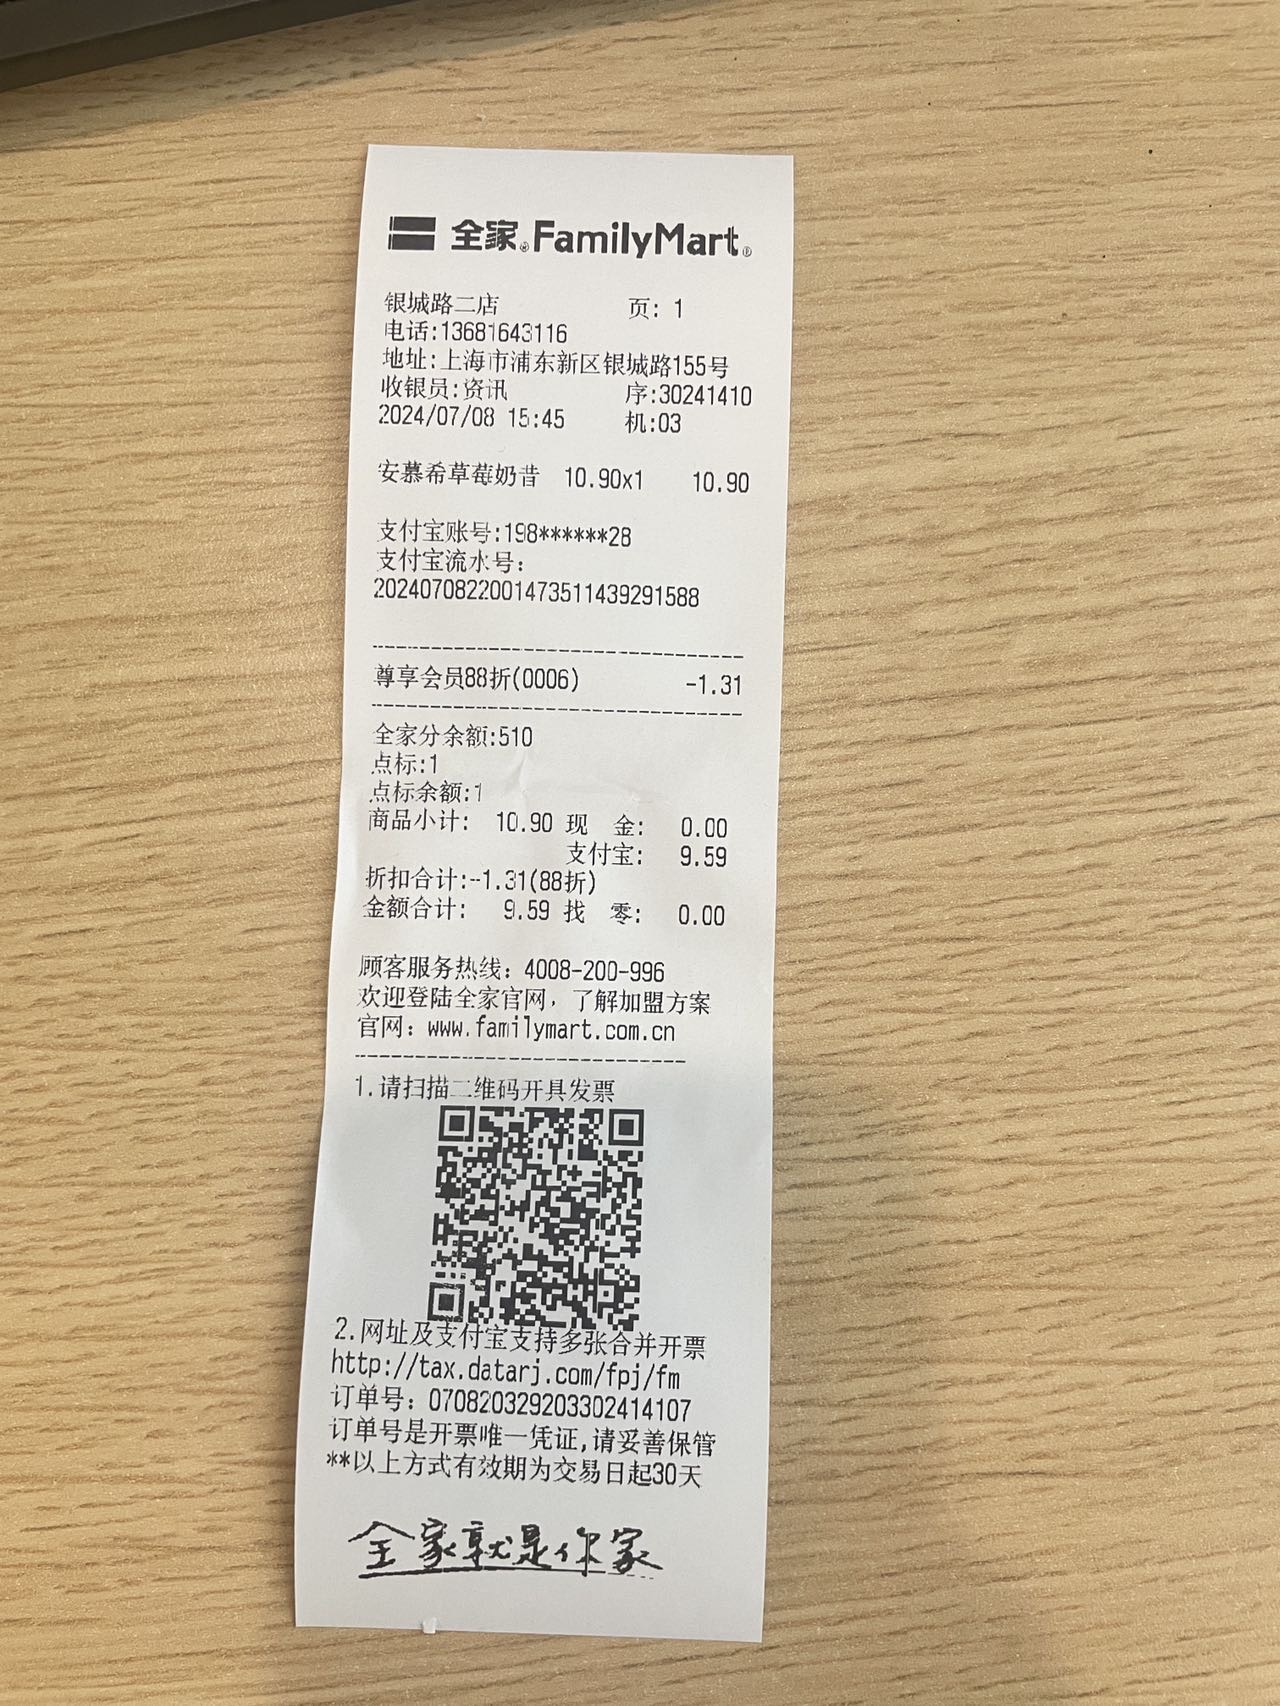 全家® FamilyMart®
银城路二店 页: 1
电话:13681643116
地址:上海市浦东新区银城路155号
收银员:资讯 序:30241410
2024/07/08 15:45 机:03
安慕希草莓奶昔 10.90x1 10.90
支付宝账号:198******28
支付宝流水号:
2024070822001473511439291588
尊享会员88折(0006) -1.31
全家分余额:510
点标:1
点标余额:1
商品小计: 10.90 现 金: 0.00
支付宝: 9.59
折扣合计:-1.31(88折)
金额合计: 9.59 找 零: 0.00
顾客服务热线: 4008-200-996
欢迎登陆全家官网, 了解加盟方案
官网: www.familymart.com.cn
1.请扫描二维码开具发票
2.网址及支付宝支持多张合并开票
http://tax.datarj.com/fpj/fm
订单号: 070820329203302414107
订单号是开票唯一凭证,请妥善保管
**以上方式有效期为交易日起30天
全家就是你家